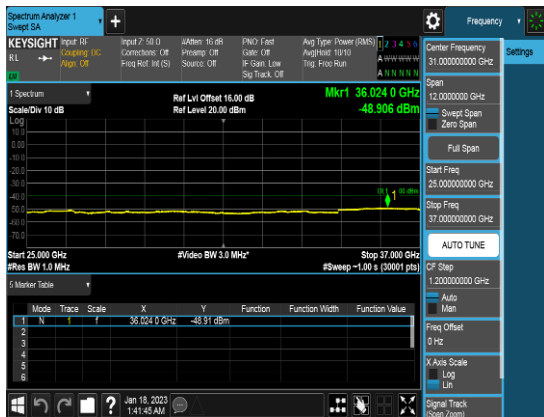 Spectrum Analyzer 1
Swept SA
Frequency
KEYSIGHT
Input: RF
Input Z: 50 Ω
#Atten: 16 dB
PNO: Fast
Avg Type: Power (RMS)
1 2 3 4 5 6
RL
Coupling: DC
Corrections: Off
Preamp: Off
Gate: Off
Avg|Hold: 10/10
A W W W W W
Align: Off
Freq Ref: Int (S)
Source: Off
IF Gain: Low
Trig: Free Run
Sig Track: Off
A N N N N N
1 Spectrum
Ref Lvl Offset 16.00 dB
Mkr1 36.024 0 GHz
Scale/Div 10 dB
Ref Level 20.00 dBm
-48.906 dBm
Log
10.0
0.00
-10.0
-20.0
-30.0
-40.0
-50.0
-60.0
-70.0
1
Start 25.000 GHz
#Video BW 3.0 MHz*
Stop 37.000 GHz
#Res BW 1.0 MHz
#Sweep ~1.00 s (30001 pts)
5 Marker Table
Mode Trace Scale X Y Function Function Width Function Value
1 N 1 f 36.024 0 GHz -48.91 dBm
2
3
4
5
6
Jan 18, 2023
1:41:45 AM
?
Center Frequency
31.000000000 GHz
Settings
Span
12.0000000 GHz
Swept Span
Zero Span
Full Span
Start Freq
25.000000000 GHz
Stop Freq
37.000000000 GHz
AUTO TUNE
CF Step
1.200000000 GHz
Auto
Man
Freq Offset
0 Hz
X Axis Scale
Log
Lin
Signal Track
(Span Zoom)